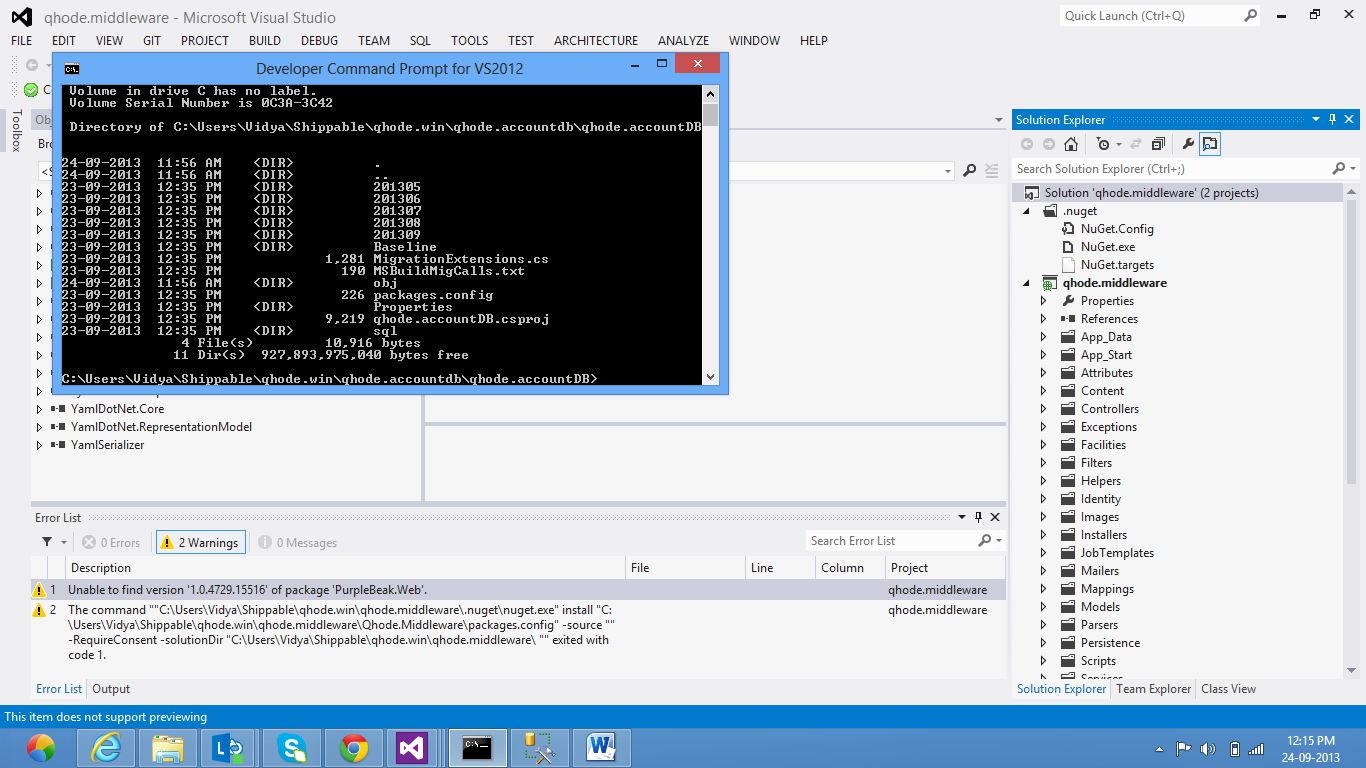 qhode.middleware - Microsoft Visual Studio
Quick Launch (Ctrl+Q)
FILE EDIT VIEW GIT PROJECT BUILD DEBUG TEAM SQL TOOLS TEST ARCHITECTURE ANALYZE WINDOW HELP
Developer Command Prompt for VS2012
Volume in drive C has no label.
Volume Serial Number is 0C3A-3C42
Directory of C:\Users\Vidya\Shippable\qhode.win\qhode.accountdb\qhode.accountDB
24-09-2013 11:56 AM <DIR> .
24-09-2013 11:56 AM <DIR> ..
23-09-2013 12:35 PM <DIR> 201305
23-09-2013 12:35 PM <DIR> 201306
23-09-2013 12:35 PM <DIR> 201307
23-09-2013 12:35 PM <DIR> 201308
23-09-2013 12:35 PM <DIR> 201309
23-09-2013 12:35 PM <DIR> Baseline
23-09-2013 12:35 PM 1,281 MigrationExtensions.cs
23-09-2013 12:35 PM 190 MSBuildMigCalls.txt
24-09-2013 11:56 AM <DIR> obj
23-09-2013 12:35 PM 226 packages.config
23-09-2013 12:35 PM <DIR> Properties
23-09-2013 12:35 PM 9,219 qhode.accountDB.csproj
23-09-2013 12:35 PM <DIR> sql
4 File(s) 10,916 bytes
11 Dir(s) 927,893,975,040 bytes free
C:\Users\Vidya\Shippable\qhode.win\qhode.accountdb\qhode.accountDB>
Toolbox
YamlDotNet.Core
YamlDotNet.RepresentationModel
YamlSerializer
Error List
0 Errors 2 Warnings 0 Messages
Search Error List
Description File Line Column Project
1 Unable to find version '1.0.4729.15516' of package 'PurpleBeak.Web'. qhode.middleware
2 The command ""C:\Users\Vidya\Shippable\qhode.win\qhode.middleware\.nuget\nuget.exe" install "C: qhode.middleware
\Users\Vidya\Shippable\qhode.win\qhode.middleware\Qhode.Middleware\packages.config" -source ""
-RequireConsent -solutionDir "C:\Users\Vidya\Shippable\qhode.win\qhode.middleware\ "" exited with
code 1.
Error List Output
Solution Explorer
Search Solution Explorer (Ctrl+;)
Solution 'qhode.middleware' (2 projects)
.nuget
NuGet.Config
NuGet.exe
NuGet.targets
qhode.middleware
Properties
References
App_Data
App_Start
Attributes
Content
Controllers
Exceptions
Facilities
Filters
Helpers
Identity
Images
Installers
JobTemplates
Mailers
Mappings
Models
Parsers
Persistence
Scripts
Services
Solution Explorer Team Explorer Class View
This item does not support previewing
12:15 PM
24-09-2013